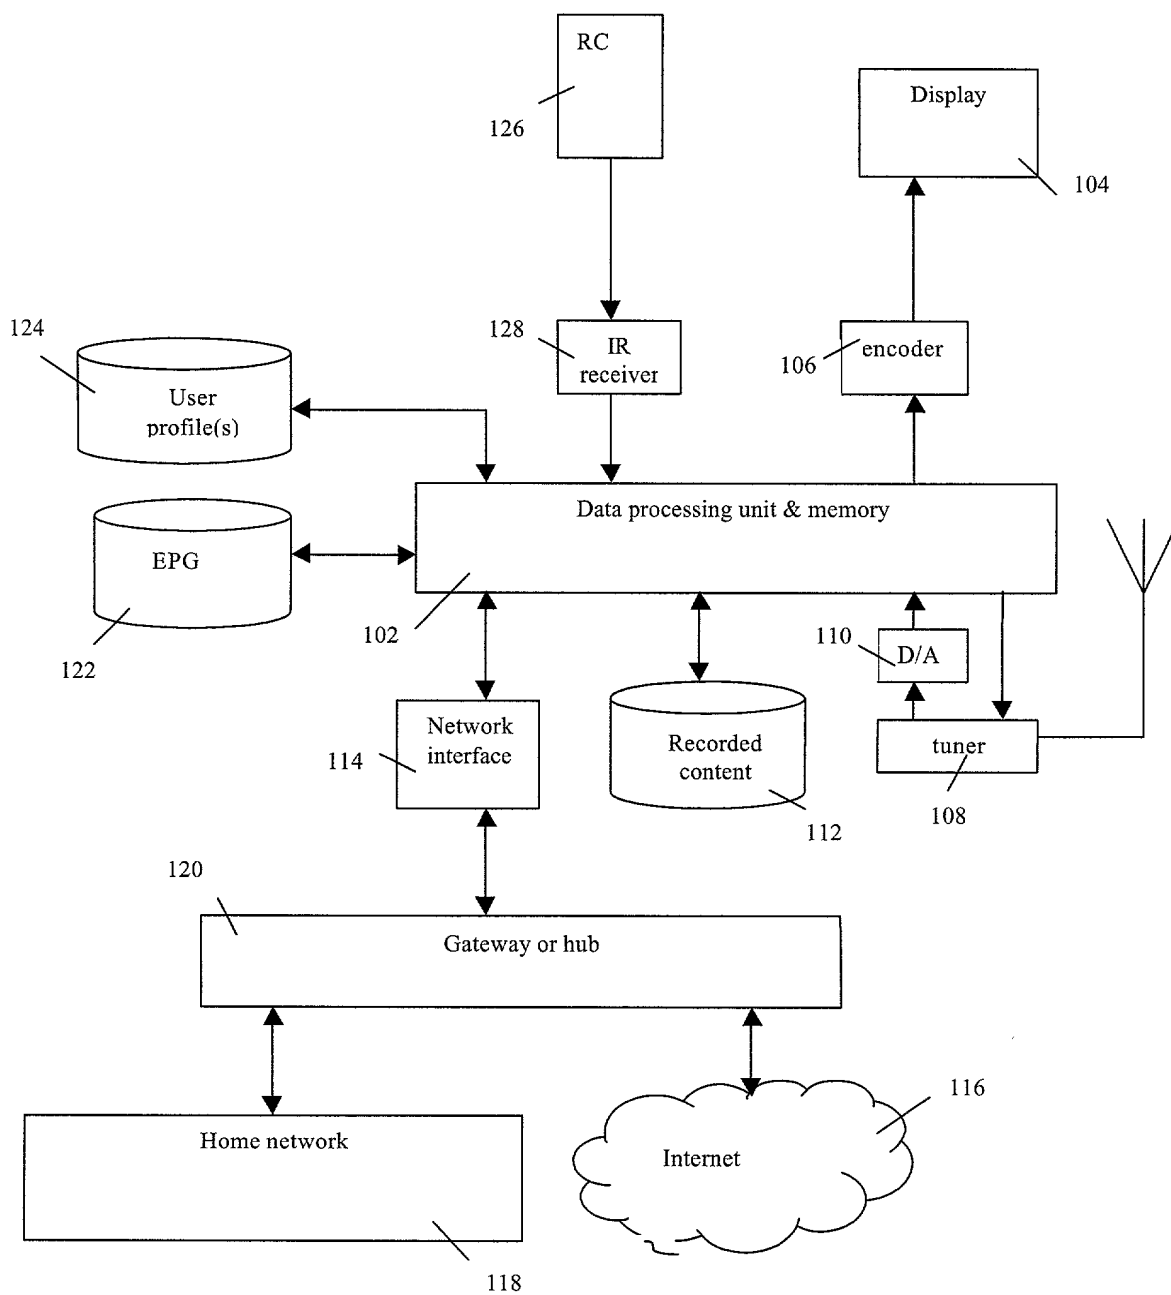 RC
126
Display
104
124
User
profile(s)
128
IR
receiver
106
encoder
Data processing unit & memory
EPG
122
102
110
D/A
Network
interface
114
Recorded
content
112
tuner
108
120
Gateway or hub
Home network
118
Internet
116